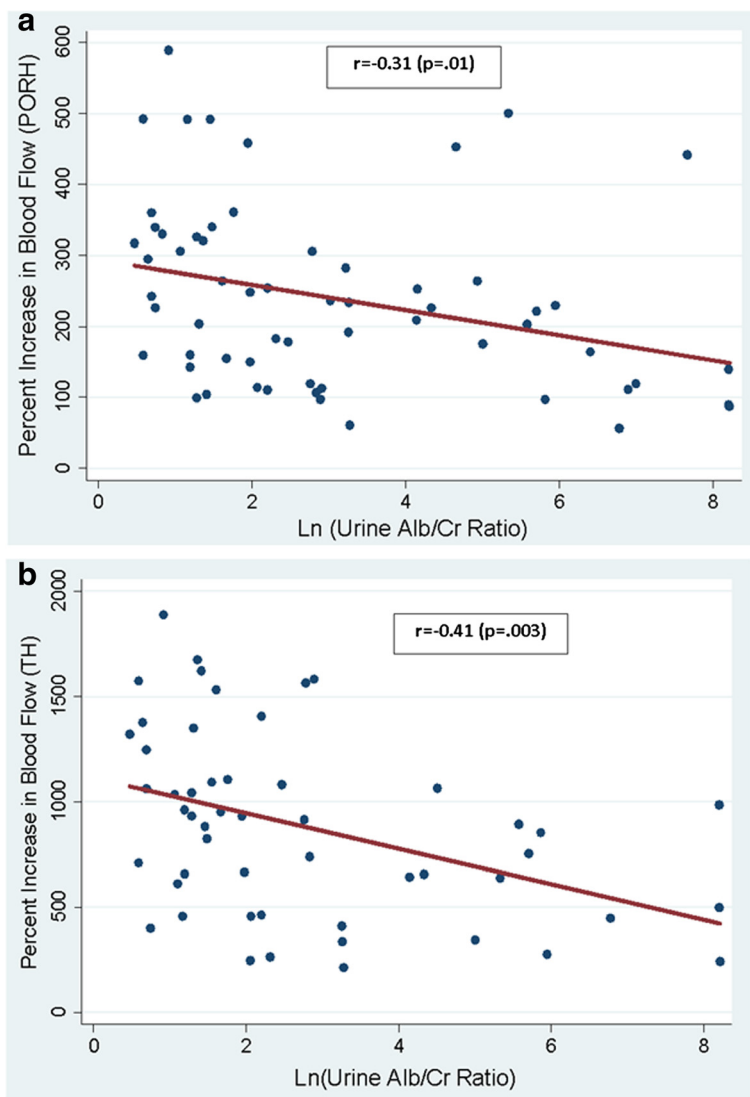 a
r=-0.31 (p=.01)
Percent Increase in Blood Flow (PORH)
600
500
400
300
200
100
0
0 2 4 6 8
Ln (Urine Alb/Cr Ratio)
b
r=-0.41 (p=.003)
Percent Increase in Blood Flow (TH)
2000
1500
1000
500
0
0 2 4 6 8
Ln(Urine Alb/Cr Ratio)